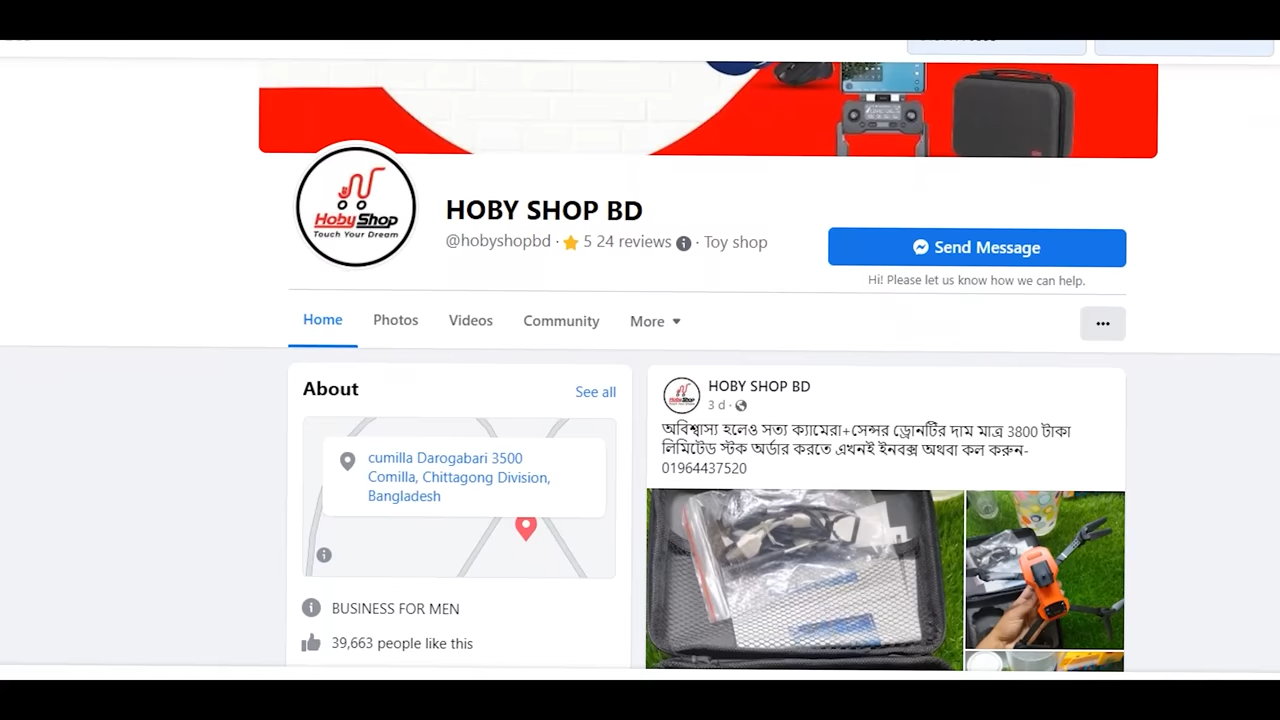 HobyShop
Touch Your Dream
HOBY SHOP BD
@hobyshopbd · 5 24 reviews · Toy shop
Send Message
Hi! Please let us know how we can help.
Home
Photos
Videos
Community
More
About
See all
cumilla Darogabari 3500
Comilla, Chittagong Division,
Bangladesh
BUSINESS FOR MEN
39,663 people like this
HOBY SHOP BD
3 d ·
অবিশ্বাস্য হলেও সত্য ক্যামেরা+সেন্সর ড্রোনটির দাম মাত্র 3800 টাকা
লিমিটেড স্টক অর্ডার করতে এখনই ইনবক্স অথবা কল করুন-
01964437520